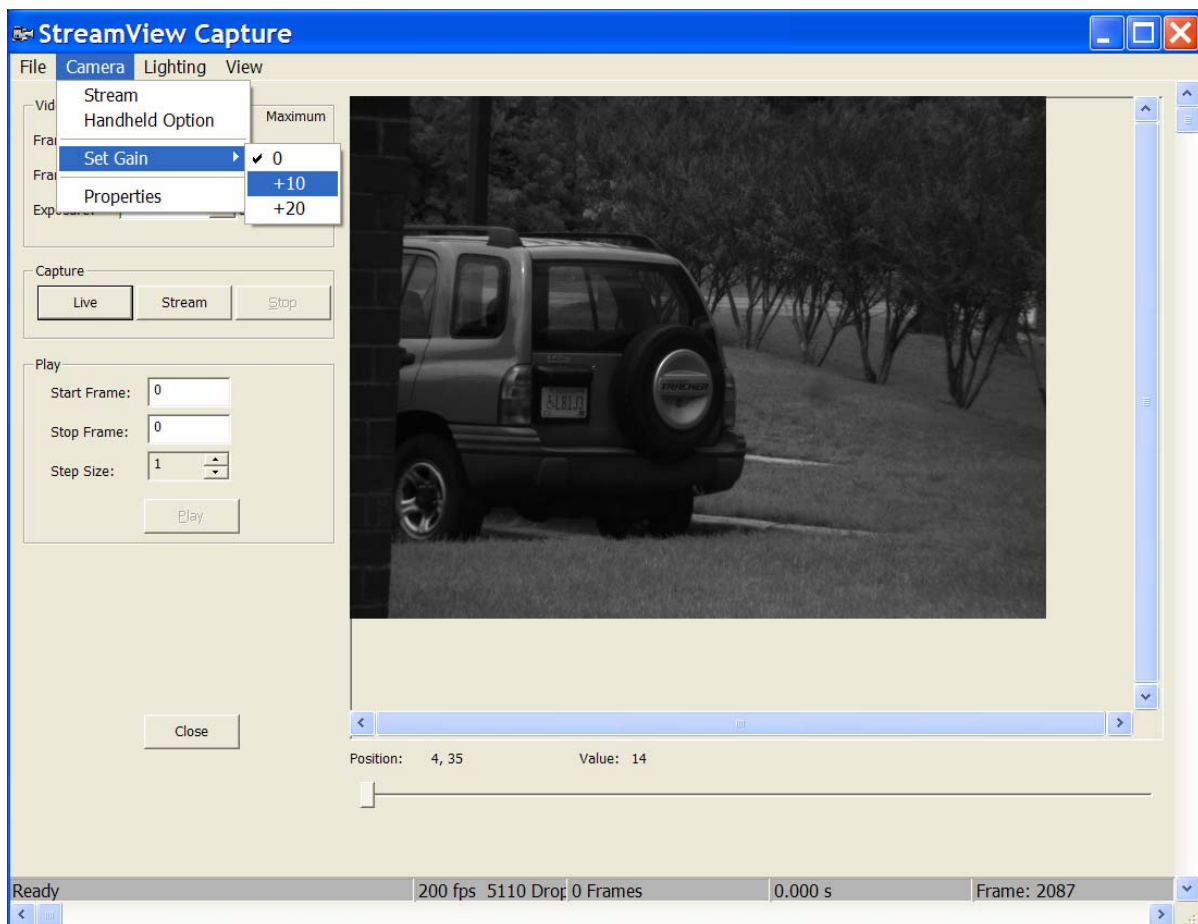 StreamView Capture
File Camera Lighting View
Stream
Handheld Option
Set Gain
Properties
0
+10
+20
Maximum
Capture
Live Stream Stop
Play
Start Frame: 0
Stop Frame: 0
Step Size: 1
Play
Close
TRACKER
Position: 4, 35 Value: 14
Ready 200 fps 5110 Drop 0 Frames 0.000 s Frame: 2087